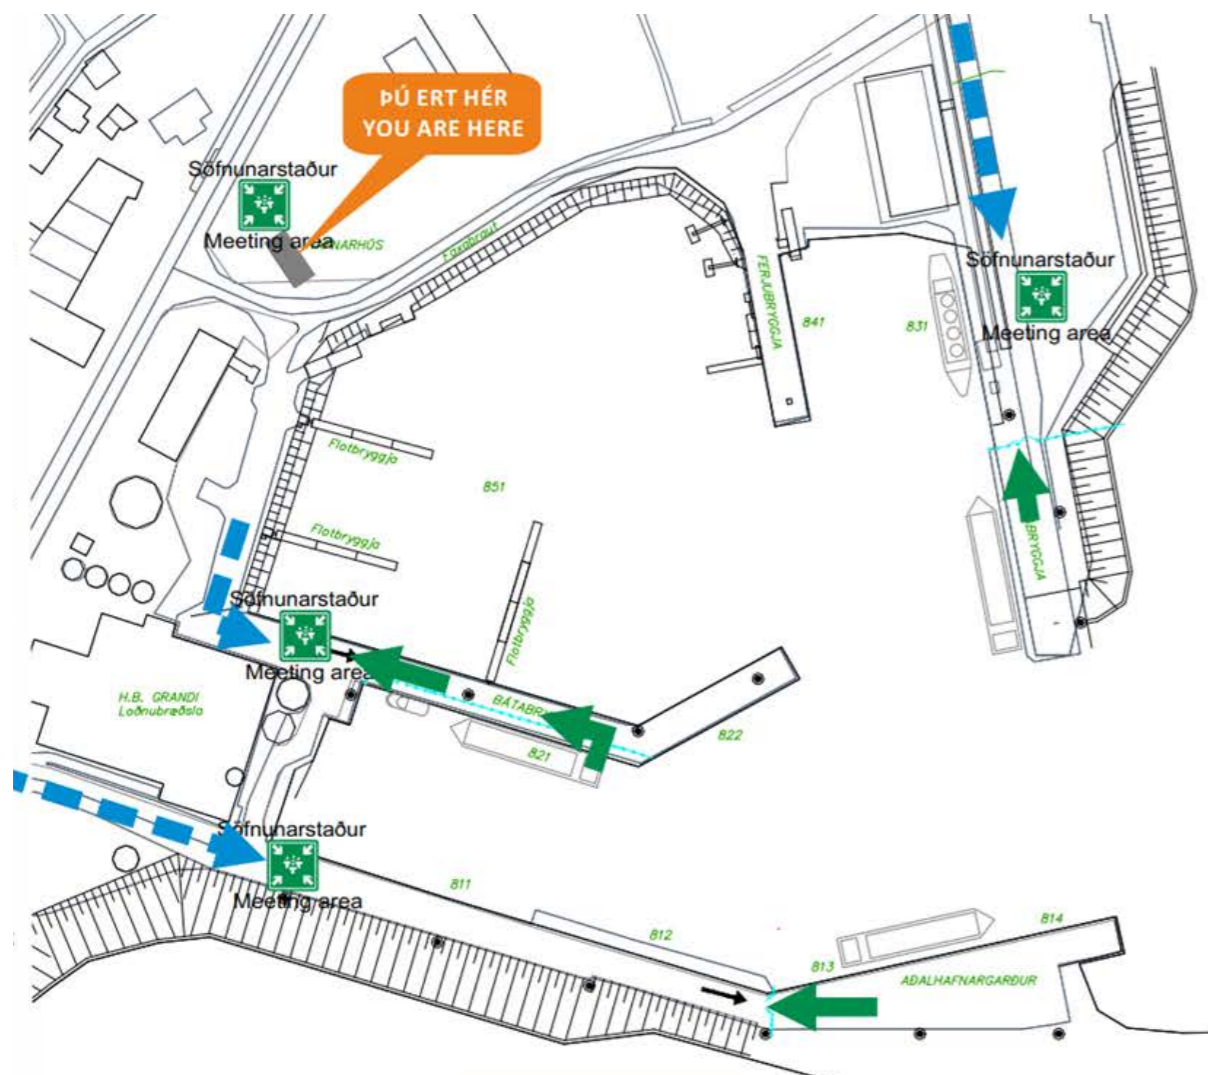 ÞÚ ERT HÉR
YOU ARE HERE
Söfnunarstaður
Meeting area
NARHÚS
Faxabraut
FERJUBRYGGJA
841
831
Söfnunarstaður
Meeting area
Flotbryggja
851
Flotbryggja
Flotbryggja
BRYGGJA
Söfnunarstaður
Meeting area
H.B. GRANDI
Loðnubræðsla
BÁTABR
821
822
Söfnunarstaður
Meeting area
811
812
813
814
AÐALHAFNARGARÐUR